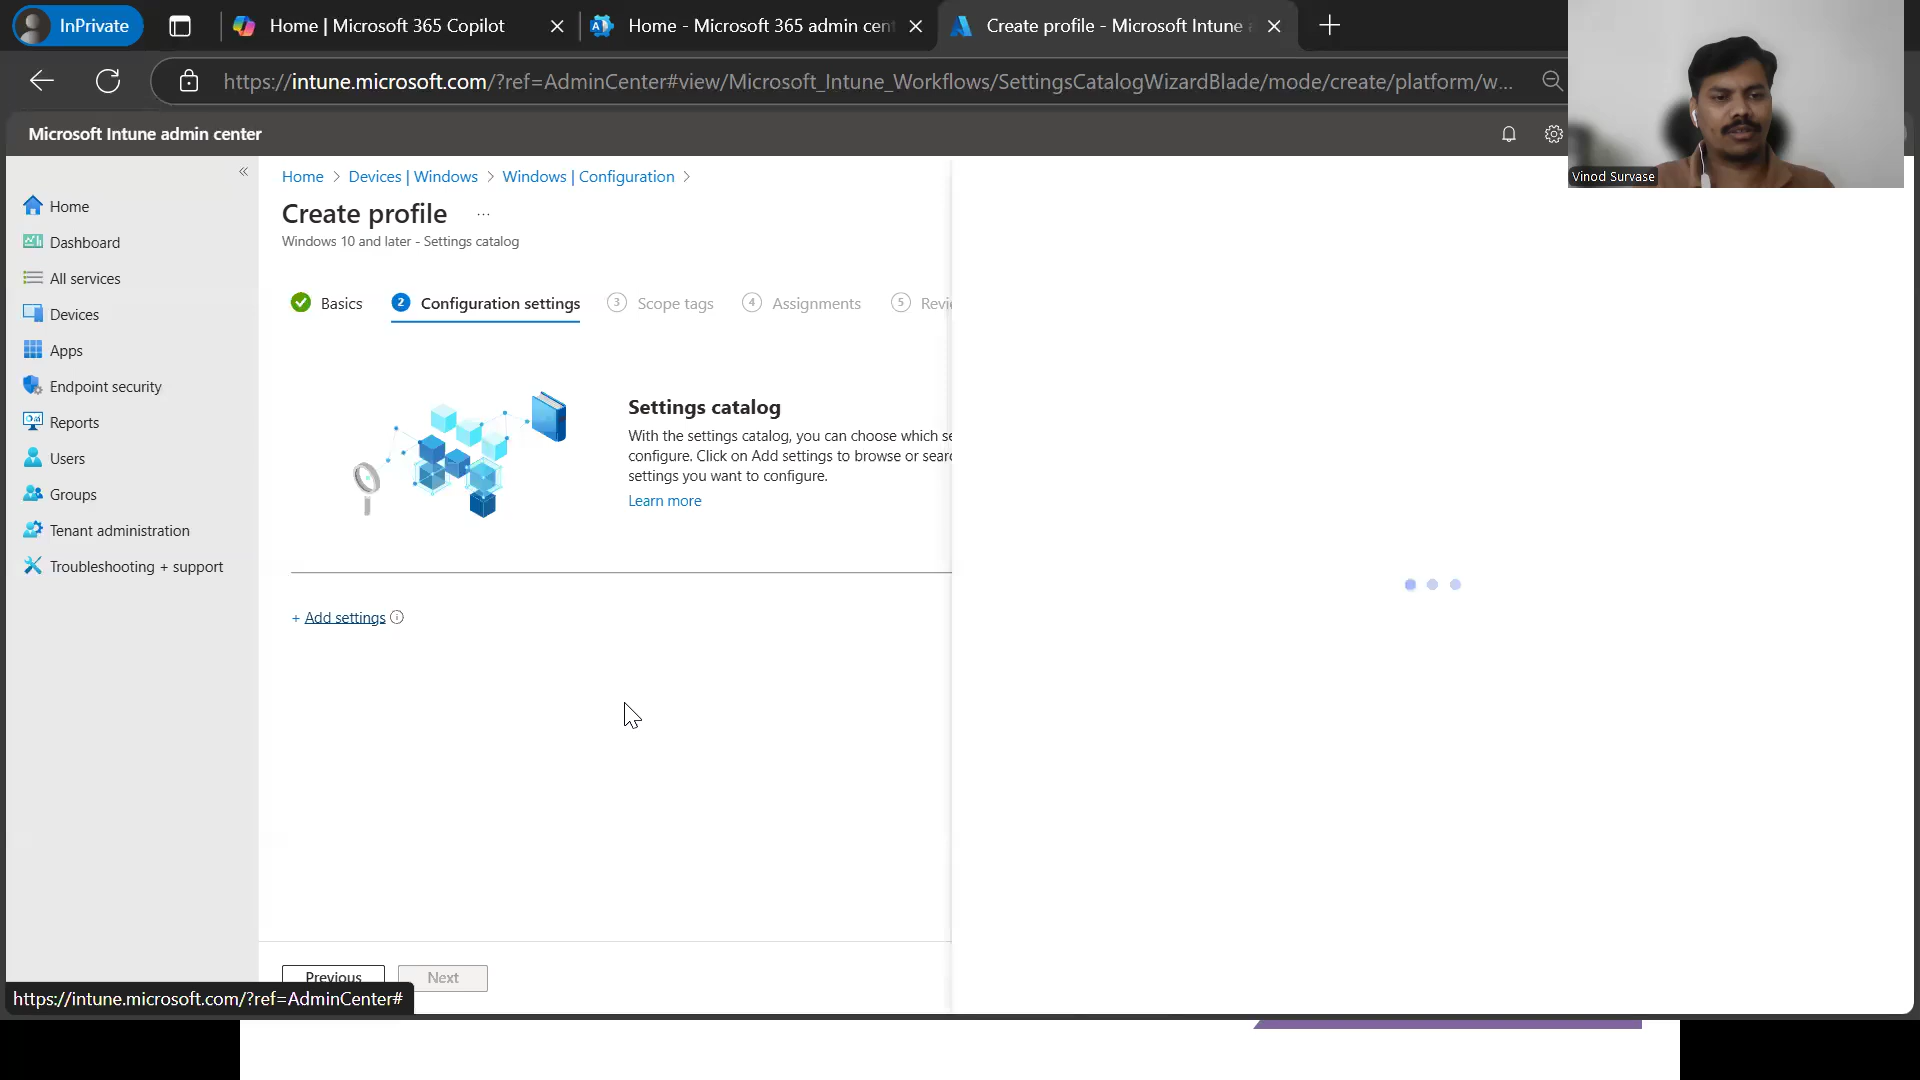 InPrivate
Home | Microsoft 365 Copilot
Home - Microsoft 365 admin cent
Create profile - Microsoft Intune a
https://intune.microsoft.com/?ref=AdminCenter#view/Microsoft_Intune_Workflows/SettingsCatalogWizardBlade/mode/create/platform/w...
Microsoft Intune admin center
Vinod Survase
Home
Dashboard
All services
Devices
Apps
Endpoint security
Reports
Users
Groups
Tenant administration
Troubleshooting + support
Home > Devices | Windows > Windows | Configuration >
Create profile ...
Windows 10 and later - Settings catalog
Basics
2 Configuration settings
3 Scope tags
4 Assignments
5 Revie
Settings catalog
With the settings catalog, you can choose which se
configure. Click on Add settings to browse or searc
settings you want to configure.
Learn more
+ Add settings
Previous
Next
https://intune.microsoft.com/?ref=AdminCenter#